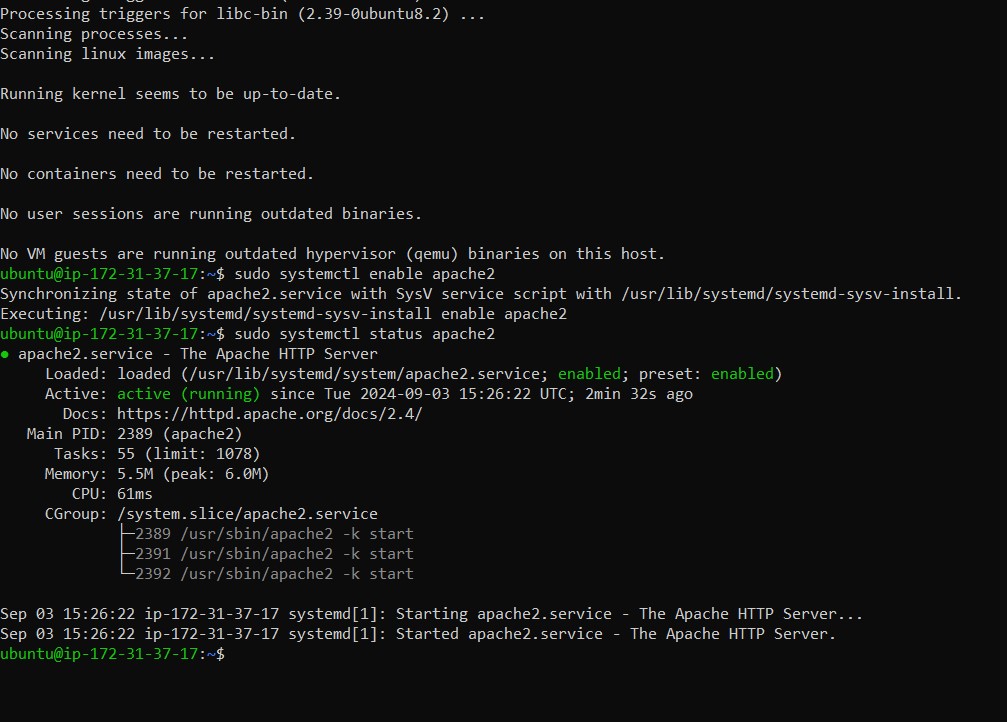 Processing triggers for libc-bin (2.39-0ubuntu8.2) ...
Scanning processes...
Scanning linux images...
Running kernel seems to be up-to-date.
No services need to be restarted.
No containers need to be restarted.
No user sessions are running outdated binaries.
No VM guests are running outdated hypervisor (qemu) binaries on this host.
ubuntu@ip-172-31-37-17:~$ sudo systemctl enable apache2
Synchronizing state of apache2.service with SysV service script with /usr/lib/systemd/systemd-sysv-install.
Executing: /usr/lib/systemd/systemd-sysv-install enable apache2
ubuntu@ip-172-31-37-17:~$ sudo systemctl status apache2
● apache2.service - The Apache HTTP Server
     Loaded: loaded (/usr/lib/systemd/system/apache2.service; enabled; preset: enabled)
     Active: active (running) since Tue 2024-09-03 15:26:22 UTC; 2min 32s ago
       Docs: https://httpd.apache.org/docs/2.4/
   Main PID: 2389 (apache2)
      Tasks: 55 (limit: 1078)
     Memory: 5.5M (peak: 6.0M)
        CPU: 61ms
     CGroup: /system.slice/apache2.service
             ├─2389 /usr/sbin/apache2 -k start
             ├─2391 /usr/sbin/apache2 -k start
             └─2392 /usr/sbin/apache2 -k start
Sep 03 15:26:22 ip-172-31-37-17 systemd[1]: Starting apache2.service - The Apache HTTP Server...
Sep 03 15:26:22 ip-172-31-37-17 systemd[1]: Started apache2.service - The Apache HTTP Server.
ubuntu@ip-172-31-37-17:~$